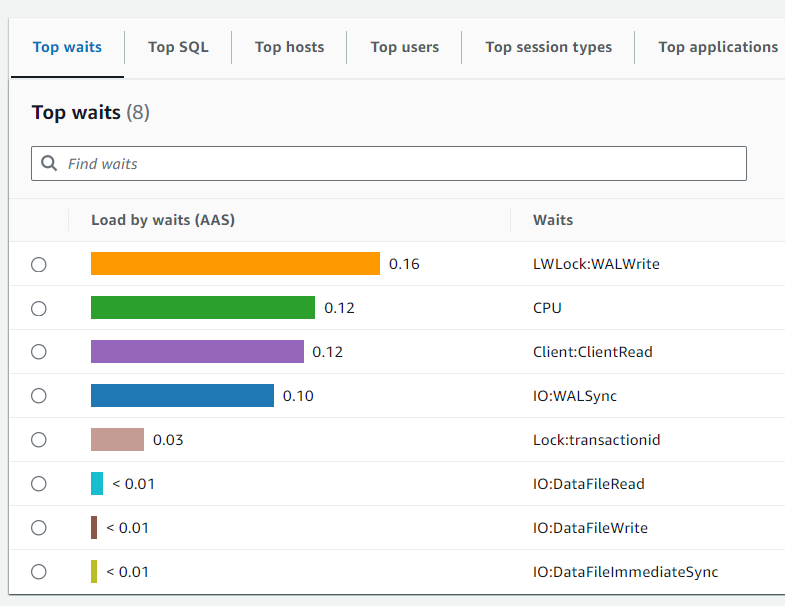 Top waits Top SQL Top hosts Top users Top session types Top applications
Top waits (8)
Find waits
Load by waits (AAS) Waits
0.16 LWLock:WALWrite
0.12 CPU
0.12 Client:ClientRead
0.10 IO:WALSync
0.03 Lock:transactionid
< 0.01 IO:DataFileRead
< 0.01 IO:DataFileWrite
< 0.01 IO:DataFileImmediateSync